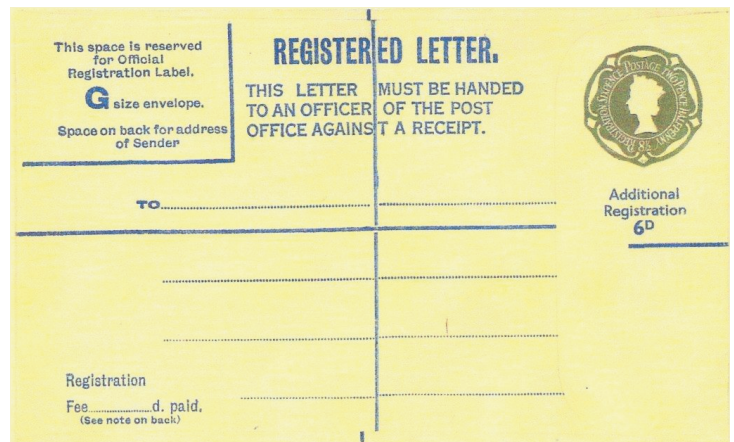 This space is reserved
for Official
Registration Label.
G size envelope.
Space on back for address
of Sender
REGISTERED LETTER.
THIS LETTER MUST BE HANDED
TO AN OFFICER OF THE POST
OFFICE AGAINST A RECEIPT.
REGISTRATION SIXPENCE POSTAGE TWO PENCE HALFPENNY
Additional
Registration
6D
TO
Registration
Fee d. paid.
(See note on back)